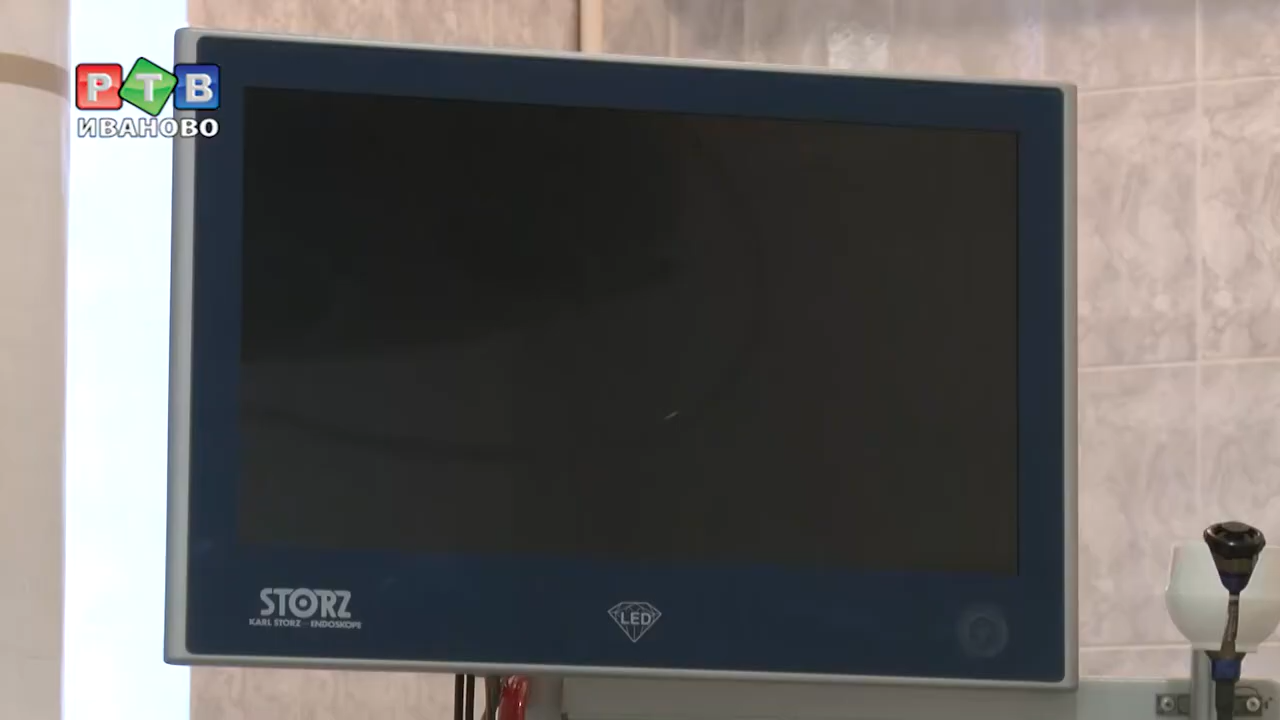 РТВ
ИВАНОВО
STORZ
KARL STORZ — ENDOSKOPE
LED